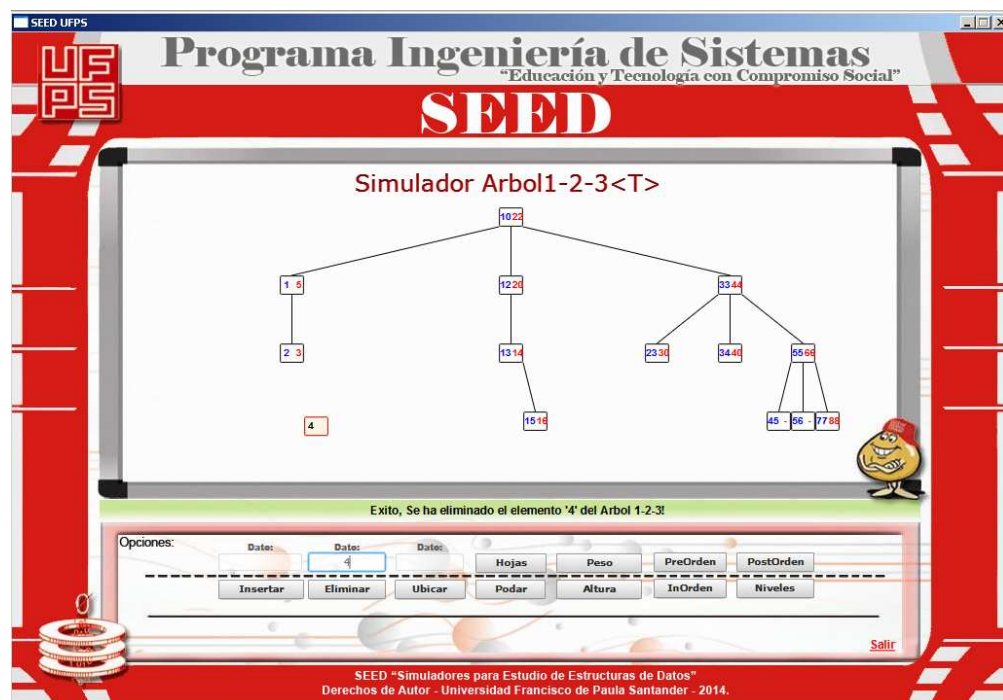 SEED UFPS
UF
PS
Programa Ingeniería de Sistemas
“Educación y Tecnología con Compromiso Social”
SEED
Simulador Arbol1-2-3<T>
10 22
1 5 12 20 33 44
2 3 13 14 23 30 34 40 55 66
4 15 16 45 - 56 - 77 88
Exito, Se ha eliminado el elemento '4' del Arbol 1-2-3!
Opciones:
Dato: Dato: Dato:
4 Hojas Peso PreOrden PostOrden
Insertar Eliminar Ubicar Podar Altura InOrden Niveles
Salir
SEED “Simuladores para Estudio de Estructuras de Datos”
Derechos de Autor - Universidad Francisco de Paula Santander - 2014.